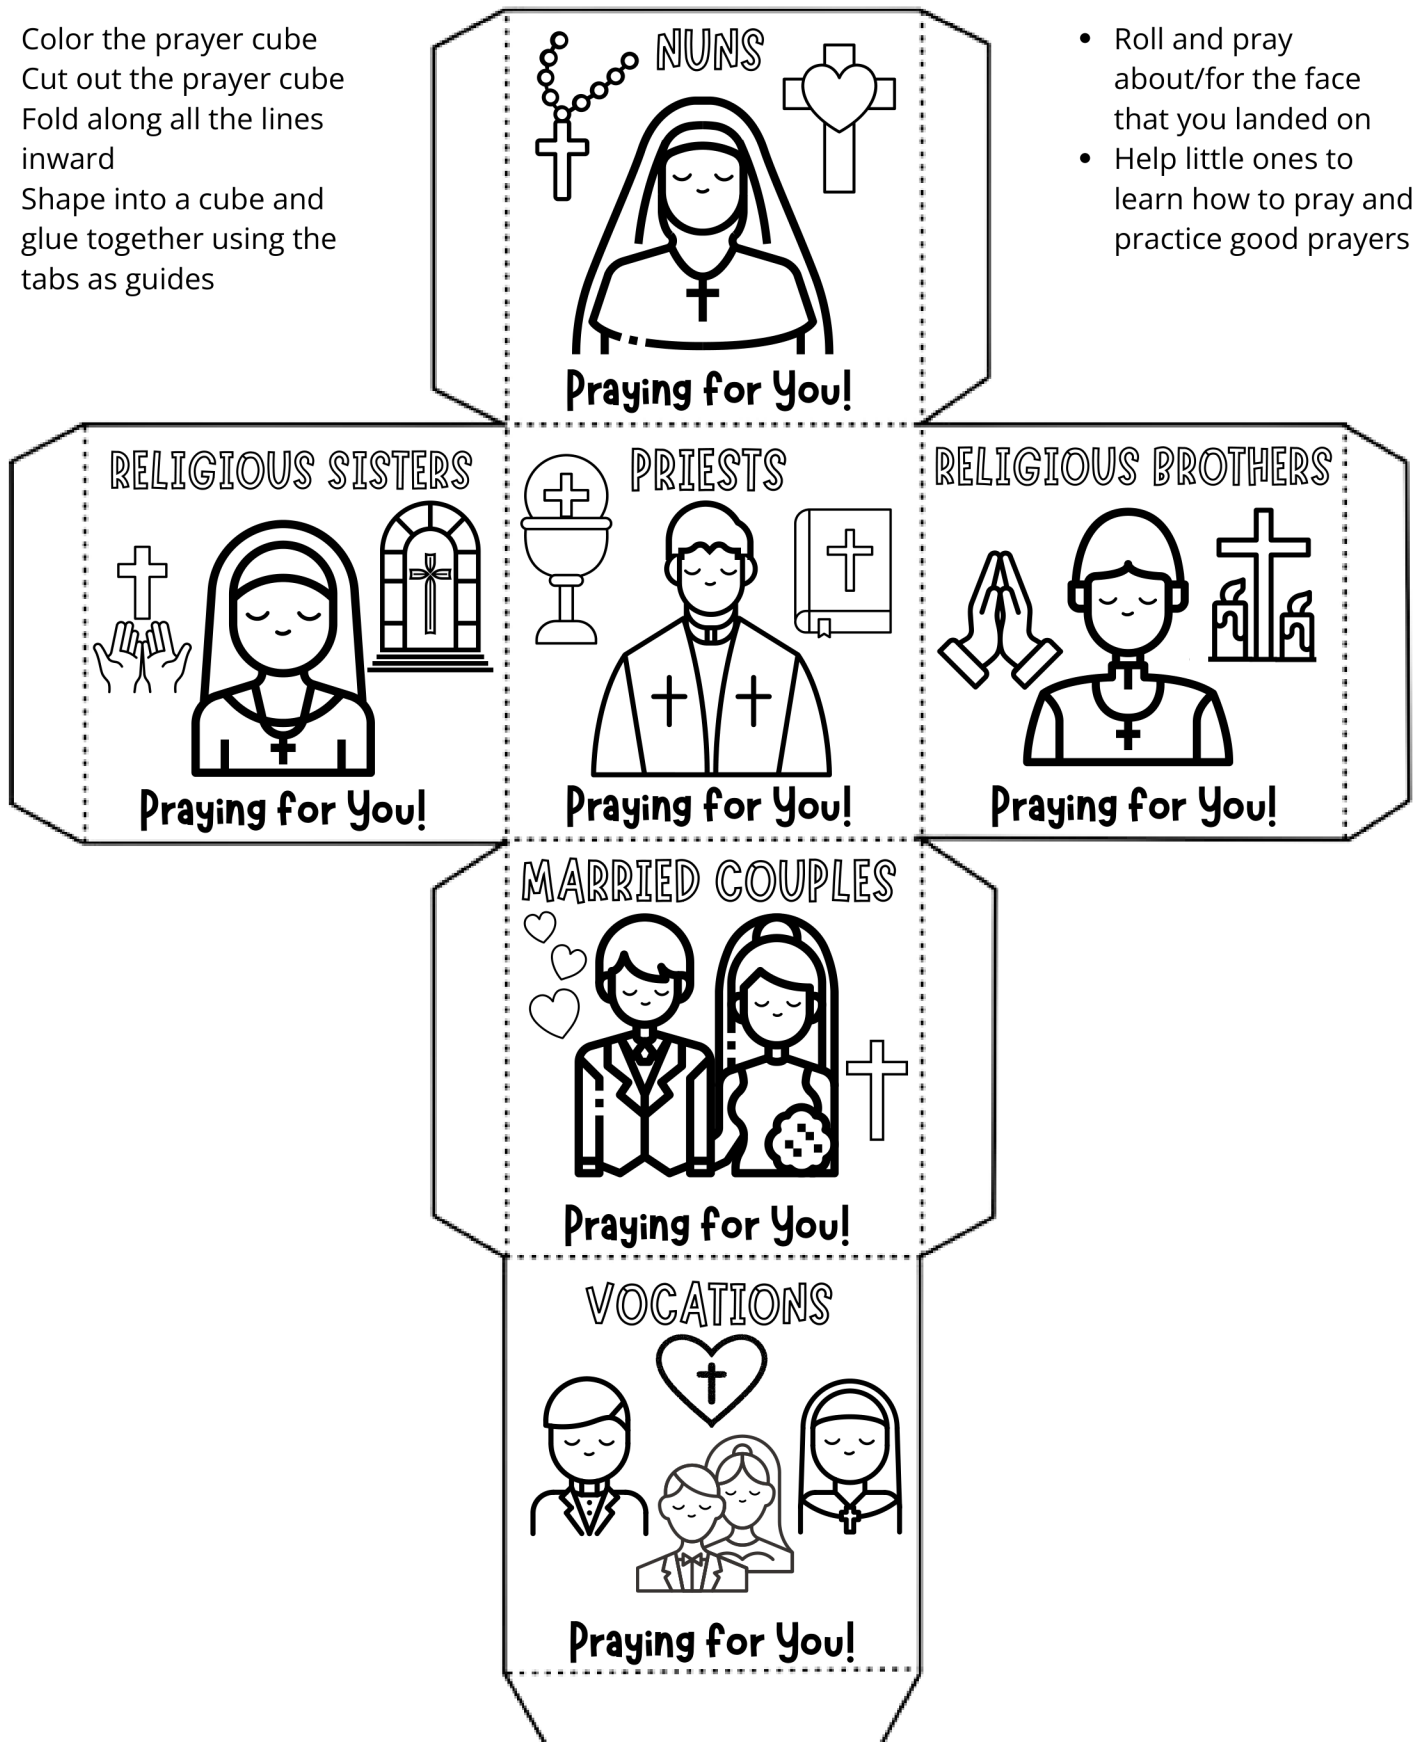 Color the prayer cube
Cut out the prayer cube
Fold along all the lines
inward
Shape into a cube and
glue together using the
tabs as guides
• Roll and pray
about/for the face
that you landed on
• Help little ones to
learn how to pray and
practice good prayers
NUNS
Praying for You!
RELIGIOUS SISTERS
Praying for You!
PRIESTS
Praying for You!
RELIGIOUS BROTHERS
Praying for You!
MARRIED COUPLES
Praying for You!
VOCATIONS
Praying for You!